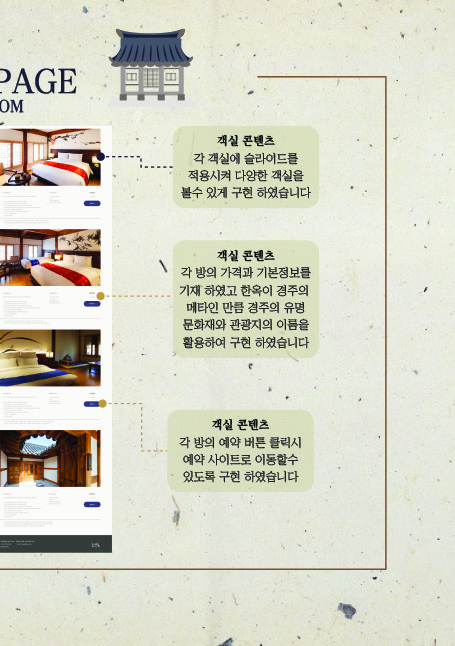 PAGE
OM
객실 콘텐츠
각 객실에 슬라이드를
적용시켜 다양한 객실을
볼수 있게 구현 하였습니다
객실 콘텐츠
각 방의 가격과 기본정보를
기재 하였고 한옥이 경주의
메타인 만큼 경주의 유명
문화재와 관광지의 이름을
활용하여 구현 하였습니다
객실 콘텐츠
각 방의 예약 버튼 클릭시
예약 사이트로 이동할수
있도록 구현 하였습니다